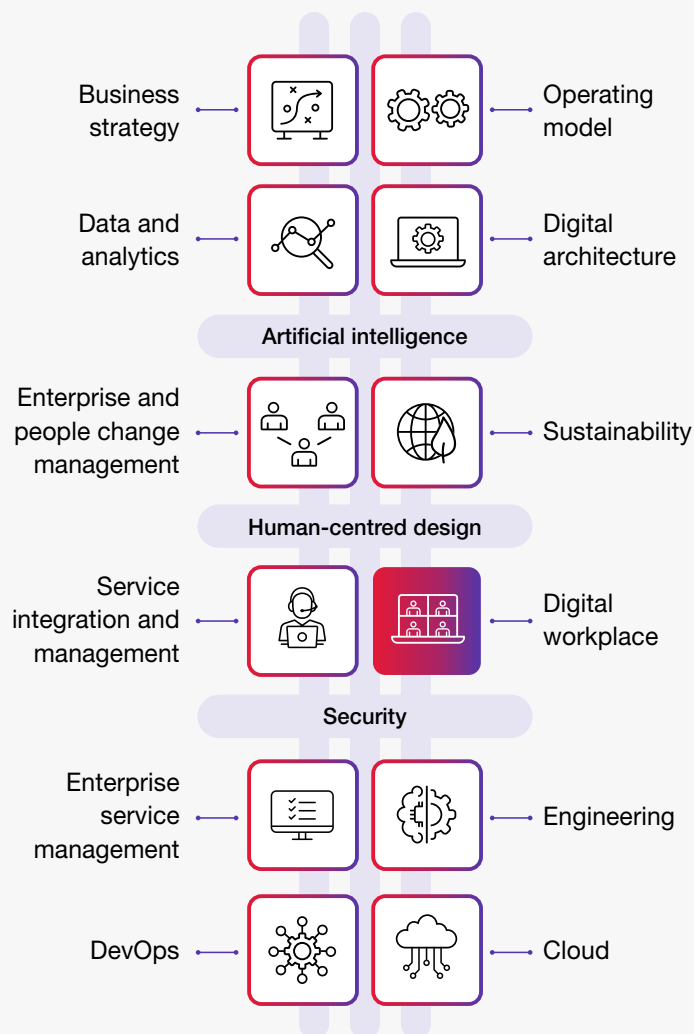 Business
strategy
Operating
model
Data and
analytics
Digital
architecture
Artificial intelligence
Enterprise and
people change
management
Sustainability
Human-centred design
Service
integration and
management
Digital
workplace
Security
Enterprise
service
management
Engineering
DevOps
Cloud